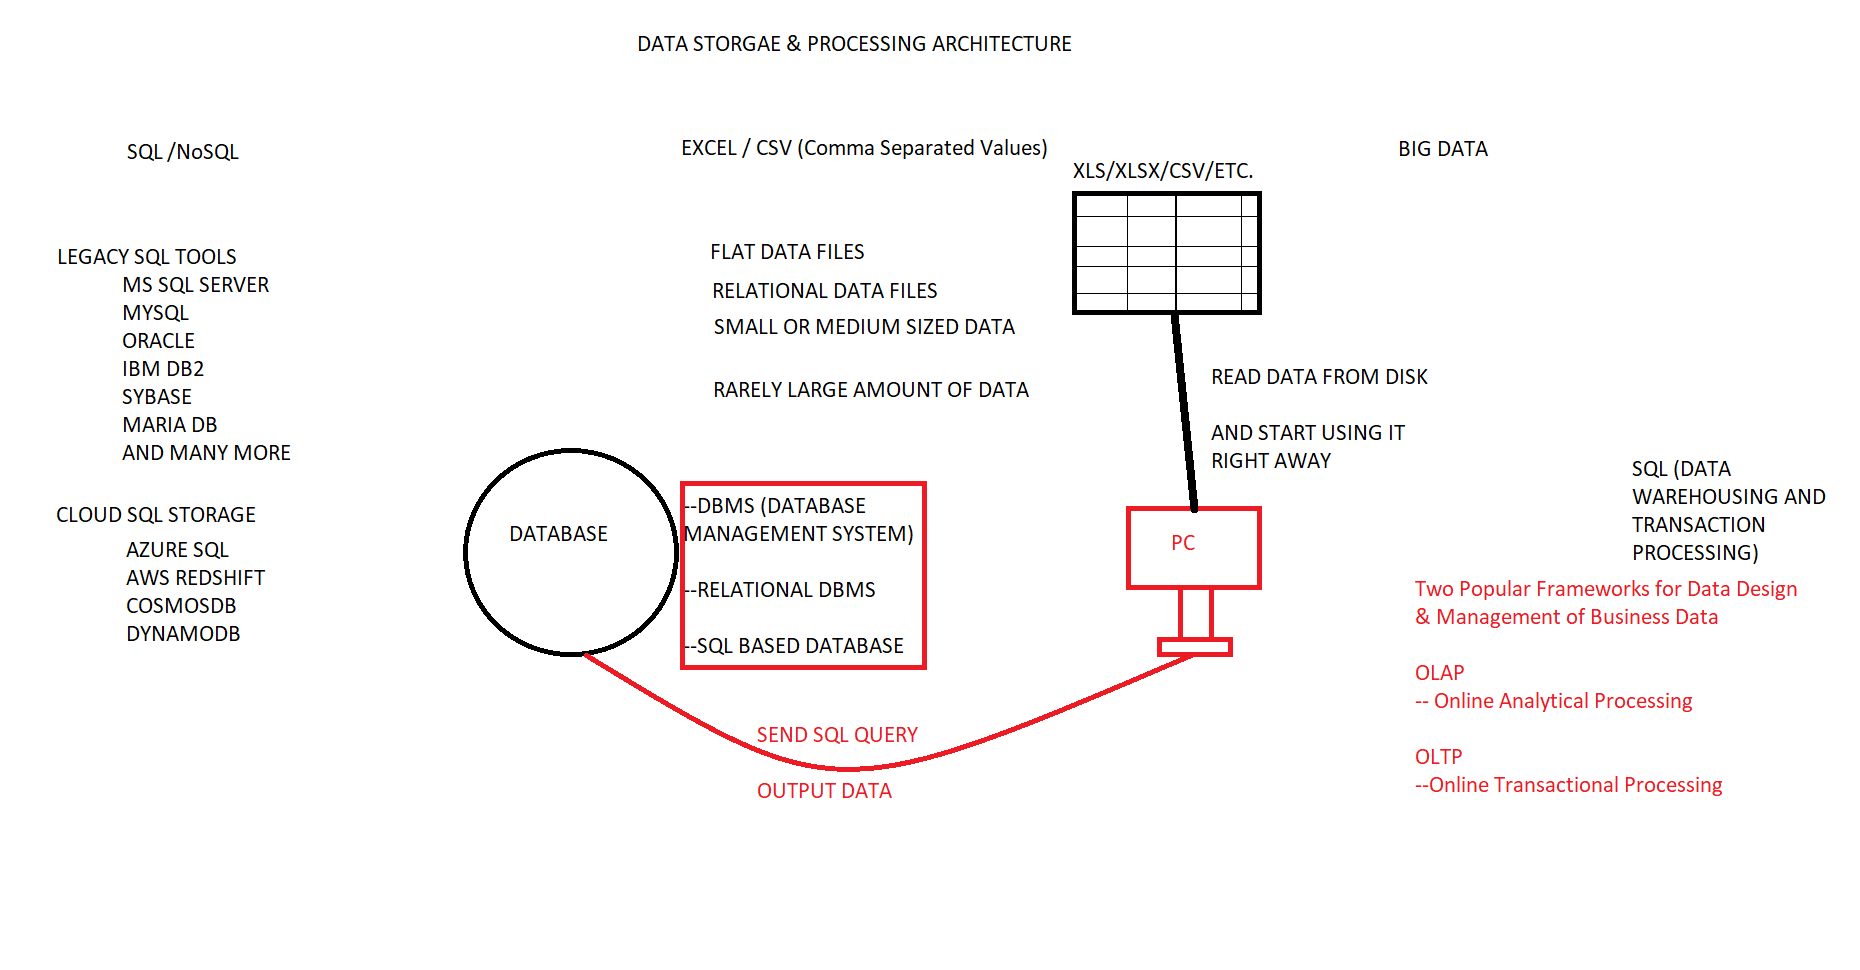 DATA STORGAE & PROCESSING ARCHITECTURE
SQL /NoSQL
EXCEL / CSV (Comma Separated Values)
BIG DATA
XLS/XLSX/CSV/ETC.
LEGACY SQL TOOLS
MS SQL SERVER
MYSQL
ORACLE
IBM DB2
SYBASE
MARIA DB
AND MANY MORE
CLOUD SQL STORAGE
AZURE SQL
AWS REDSHIFT
COSMOSDB
DYNAMODB
FLAT DATA FILES
RELATIONAL DATA FILES
SMALL OR MEDIUM SIZED DATA
RARELY LARGE AMOUNT OF DATA
READ DATA FROM DISK
AND START USING IT
RIGHT AWAY
DATABASE
--DBMS (DATABASE
MANAGEMENT SYSTEM)
--RELATIONAL DBMS
--SQL BASED DATABASE
PC
SEND SQL QUERY
OUTPUT DATA
SQL (DATA
WAREHOUSING AND
TRANSACTION
PROCESSING)
Two Popular Frameworks for Data Design
& Management of Business Data
OLAP
-- Online Analytical Processing
OLTP
--Online Transactional Processing